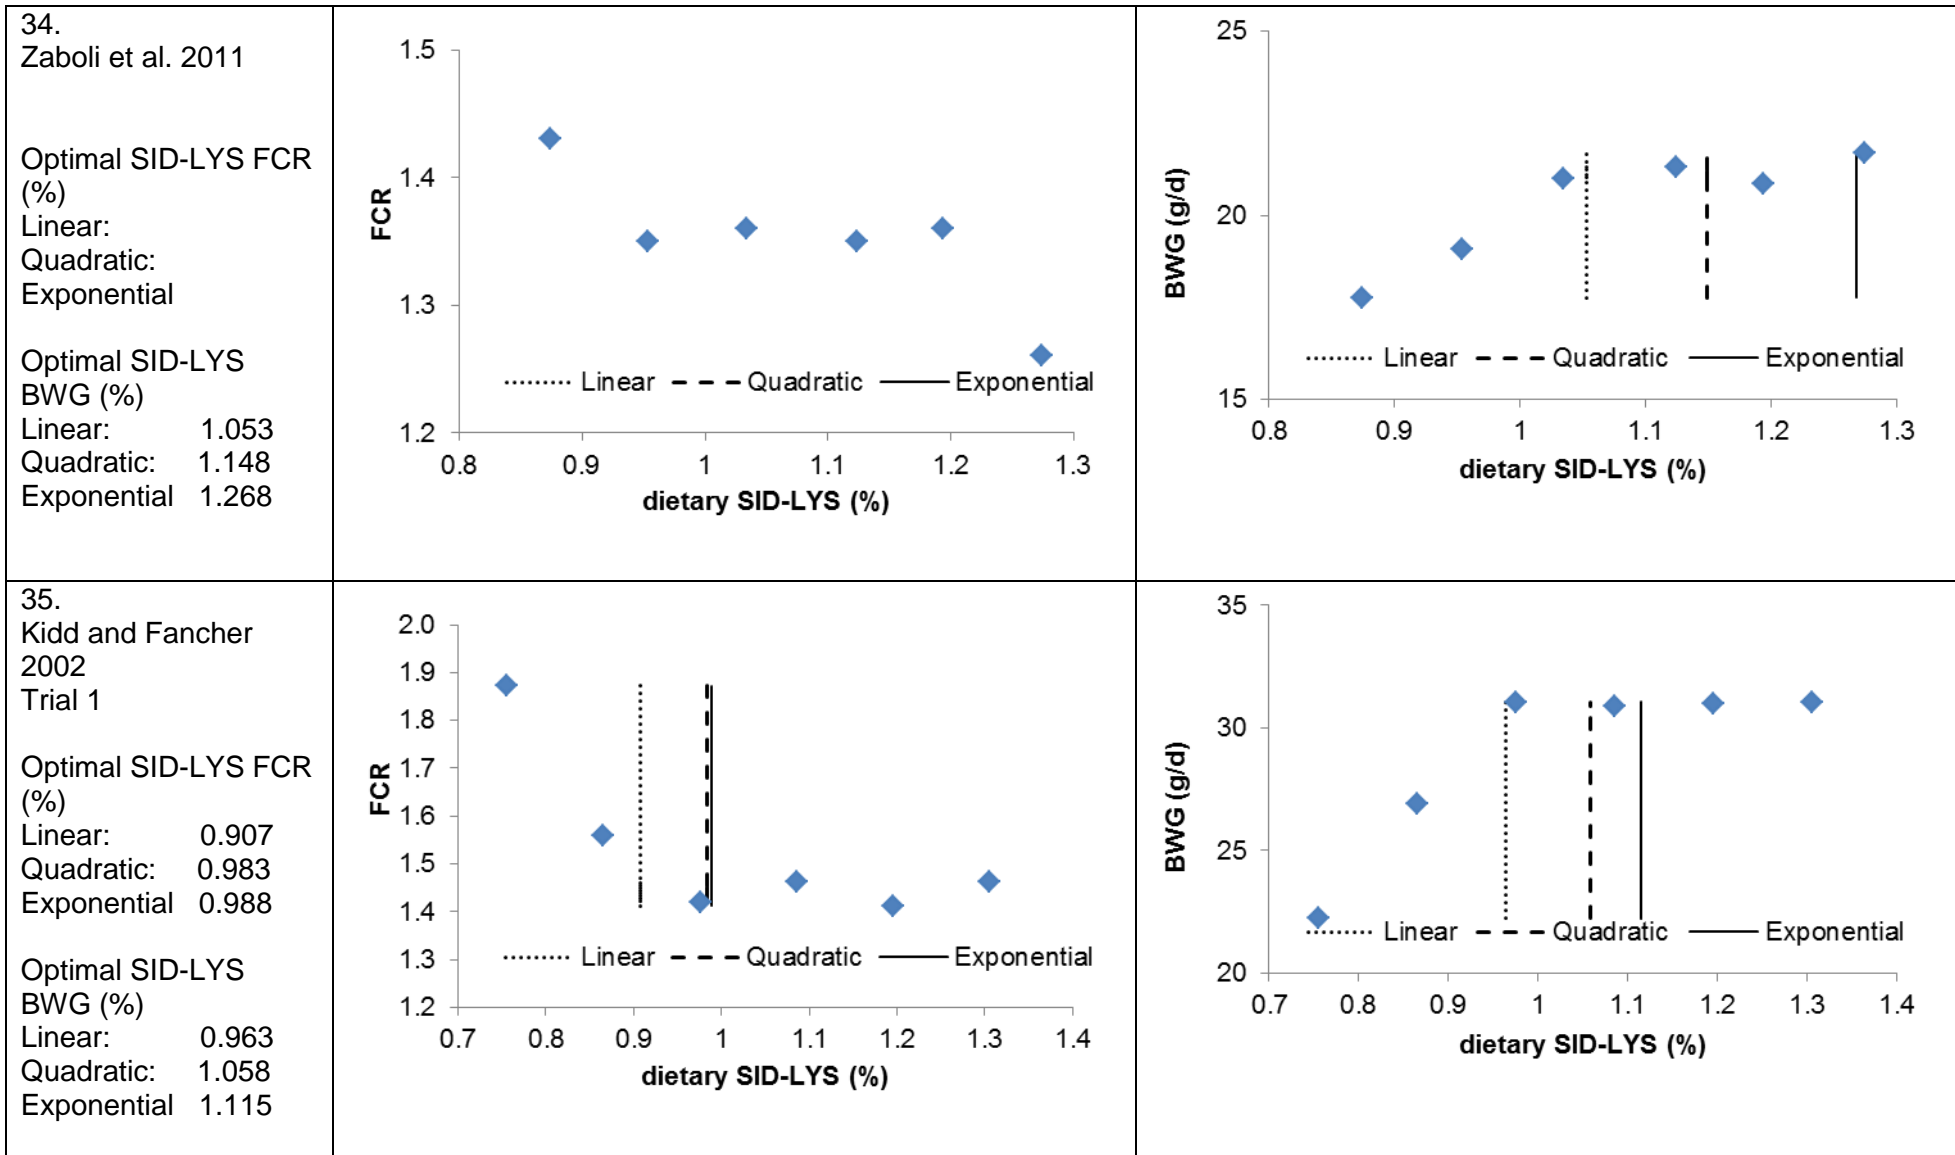 34.
Zaboli et al. 2011
Optimal SID-LYS FCR
(%)
Linear:
Quadratic:
Exponential
Optimal SID-LYS
BWG (%)
Linear: 1.053
Quadratic: 1.148
Exponential 1.268
1.5
1.4
1.3
1.2
FCR
Linear Quadratic Exponential
0.8 0.9 1 1.1 1.2 1.3
dietary SID-LYS (%)
25
20
15
BWG (g/d)
Linear Quadratic Exponential
0.8 0.9 1 1.1 1.2 1.3
dietary SID-LYS (%)
35.
Kidd and Fancher
2002
Trial 1
Optimal SID-LYS FCR
(%)
Linear: 0.907
Quadratic: 0.983
Exponential 0.988
Optimal SID-LYS
BWG (%)
Linear: 0.963
Quadratic: 1.058
Exponential 1.115
2.0
1.9
1.8
1.7
1.6
1.5
1.4
1.3
1.2
FCR
Linear Quadratic Exponential
0.7 0.8 0.9 1 1.1 1.2 1.3 1.4
dietary SID-LYS (%)
35
30
25
20
BWG (g/d)
Linear Quadratic Exponential
0.7 0.8 0.9 1 1.1 1.2 1.3 1.4
dietary SID-LYS (%)